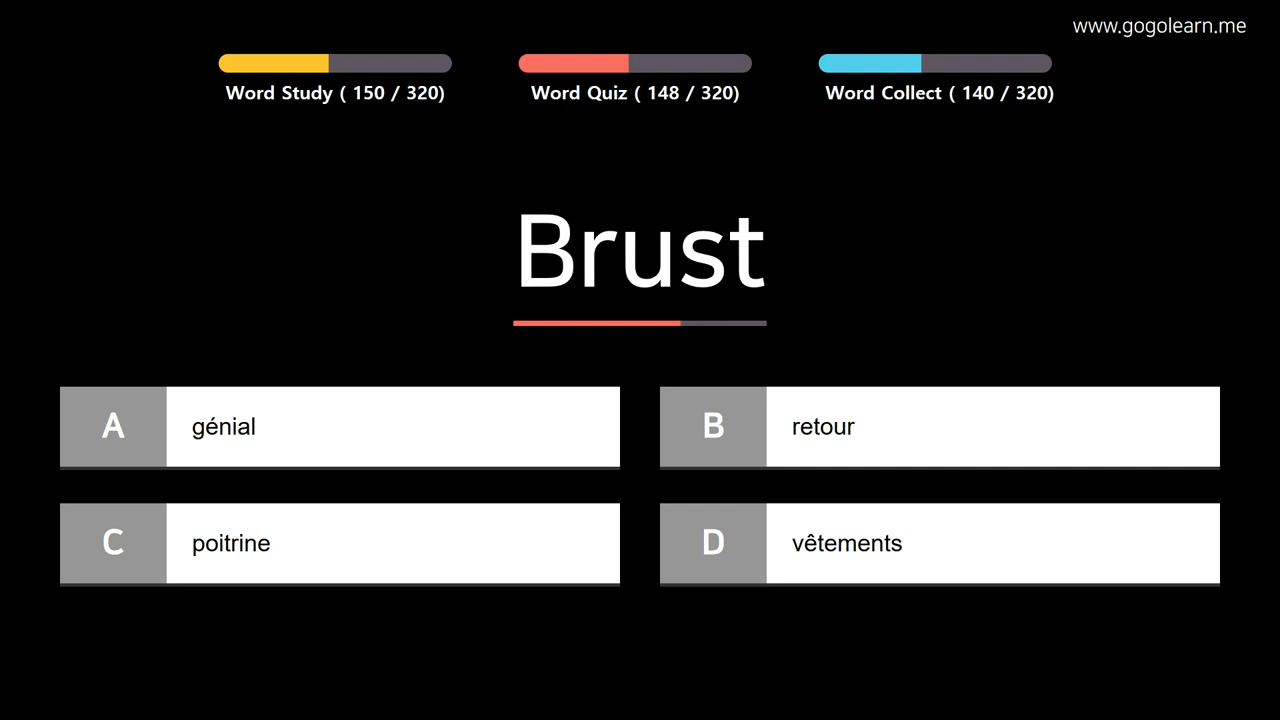 www.gogolearn.me
Word Study ( 150 / 320)
Word Quiz ( 148 / 320)
Word Collect ( 140 / 320)
Brust
A
génial
B
retour
C
poitrine
D
vêtements